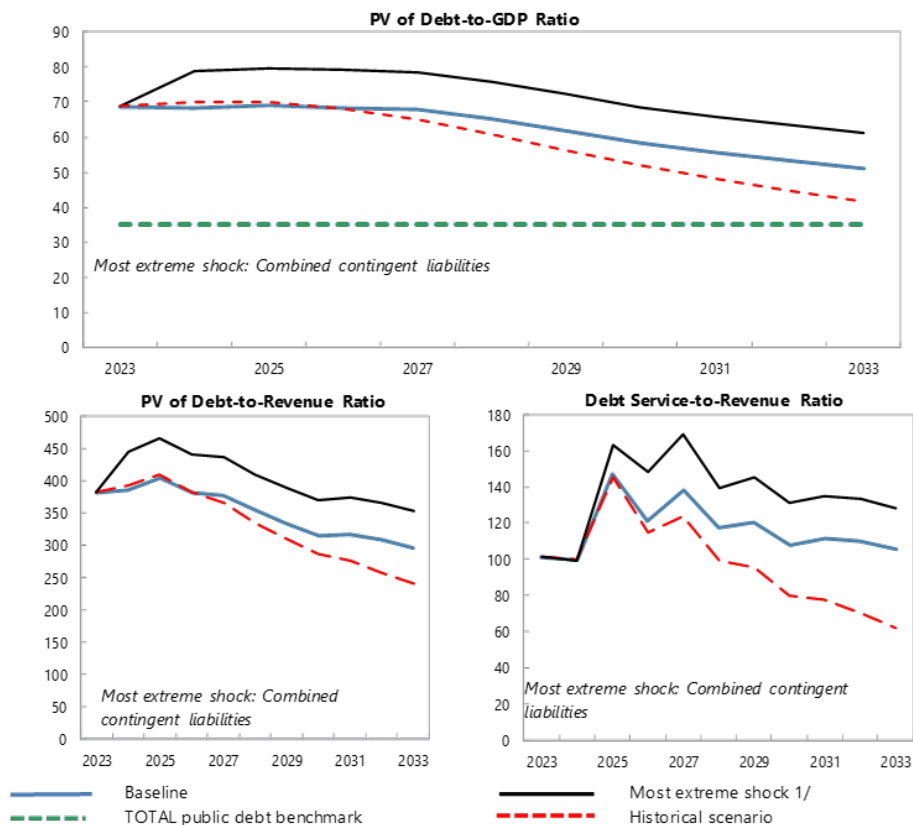 PV of Debt-to-GDP Ratio
90
80
70
60
50
40
30
20
10
0
Most extreme shock: Combined contingent liabilities
2023 2025 2027 2029 2031 2033
PV of Debt-to-Revenue Ratio
500
450
400
350
300
250
200
150
100
50
0
Most extreme shock: Combined
contingent liabilities
2023 2025 2027 2029 2031 2033
Debt Service-to-Revenue Ratio
180
160
140
120
100
80
60
40
20
0
Most extreme shock: Combined contingent
liabilities
2023 2025 2027 2029 2031 2033
Baseline
TOTAL public debt benchmark
Most extreme shock 1/
Historical scenario